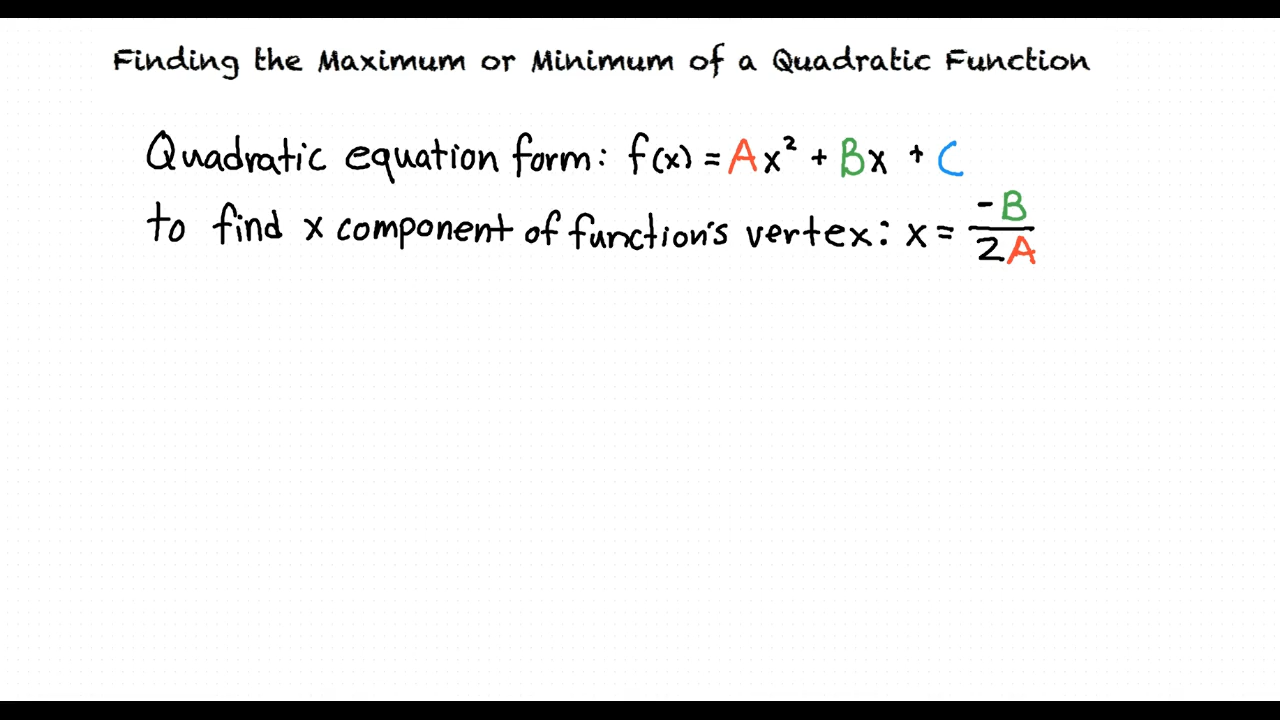 Finding the Maximum or Minimum of a Quadratic Function
Quadratic equation form: f(x) = Ax² + Bx + C
to find x component of function's vertex: x = -B/2A